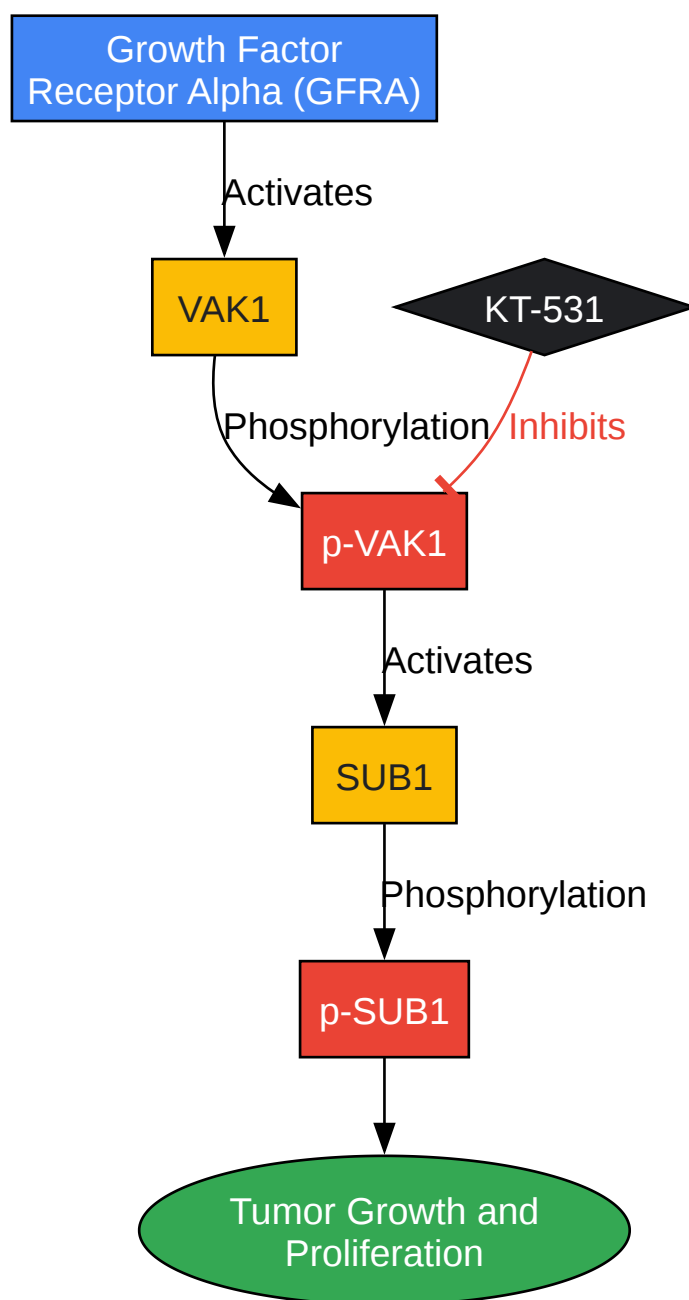 Growth Factor
Receptor Alpha (GFRA)
Activates
VAK1
KT-531
Phosphorylation
Inhibits
p-VAK1
Activates
SUB1
Phosphorylation
p-SUB1
Tumor Growth and
Proliferation